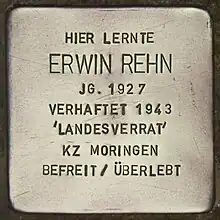 HIER LERNTE
ERWIN REHN
JG. 1927
VERHAFTET 1943
'LANDESVERRAT'
KZ MORINGEN
BEFREIT / ÜBERLEBT